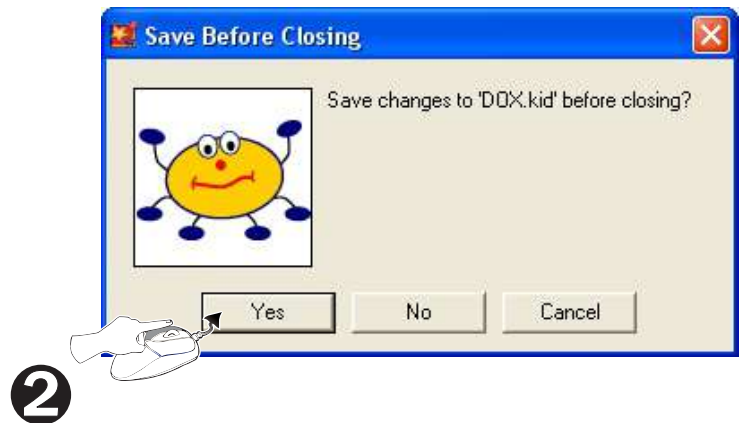 Save Before Closing
Save changes to 'DOX.kid' before closing?
Yes No Cancel
2